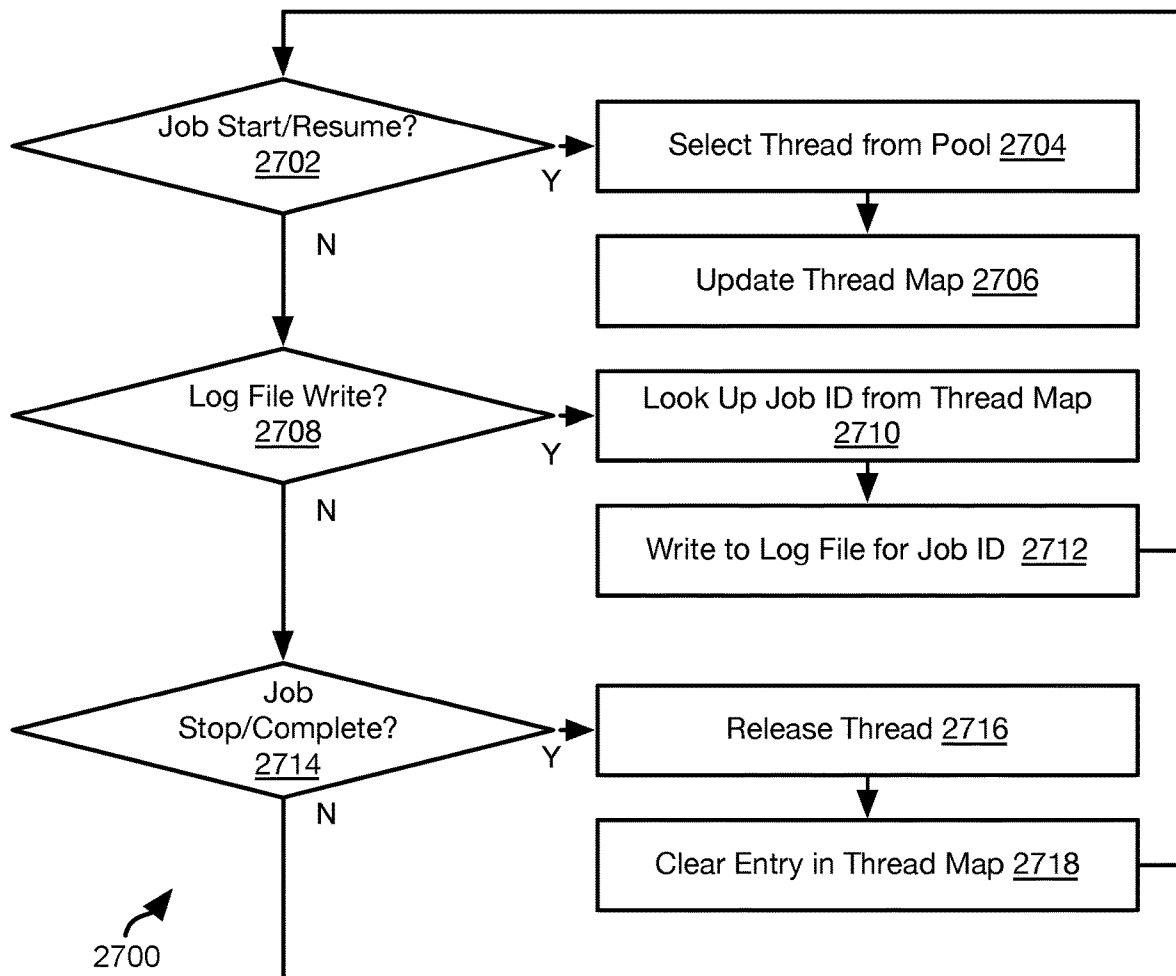 Job Start/Resume?
2702
Y
N
Select Thread from Pool 2704
Update Thread Map 2706
Log File Write?
2708
Y
N
Look Up Job ID from Thread Map
2710
Write to Log File for Job ID 2712
Job
Stop/Complete?
2714
Y
N
Release Thread 2716
Clear Entry in Thread Map 2718
2700